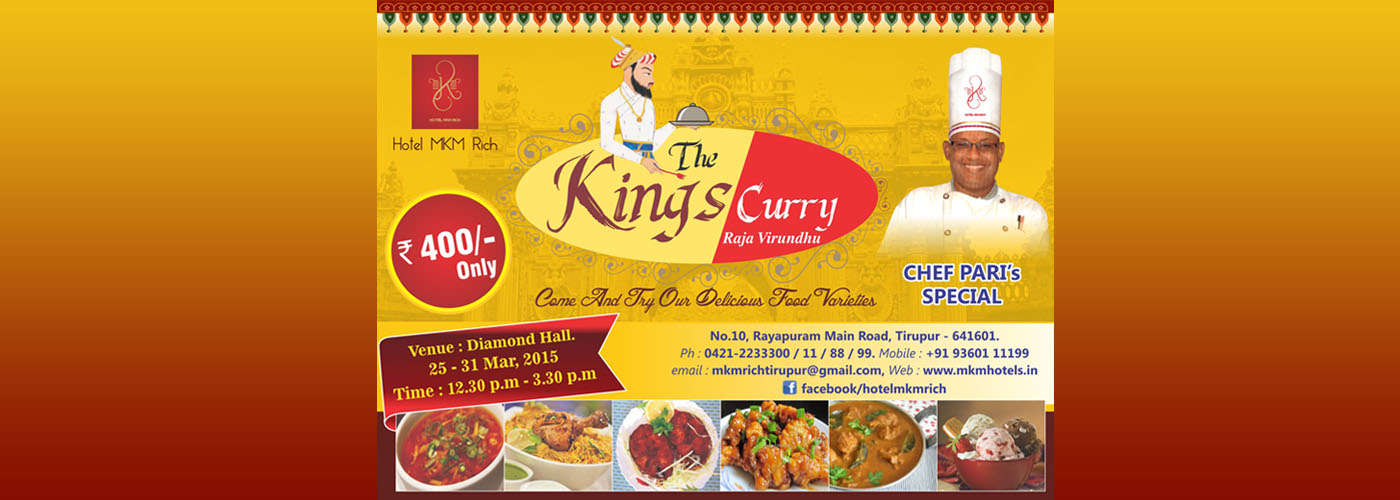 HOTEL MKM RICH
Hotel MKM Rich
The
Kings Curry
Raja Virundhu
₹ 400/-
Only
CHEF PARI's
SPECIAL
Come And Try Our Delicious Food Varieties
Venue : Diamond Hall.
25 - 31 Mar, 2015
Time : 12.30 p.m - 3.30 p.m
No.10, Rayapuram Main Road, Tirupur - 641601.
Ph : 0421-2233300 / 11 / 88 / 99. Mobile : +91 93601 11199
email : mkmrichtirupur@gmail.com, Web : www.mkmhotels.in
f facebook/hotelmkmrich